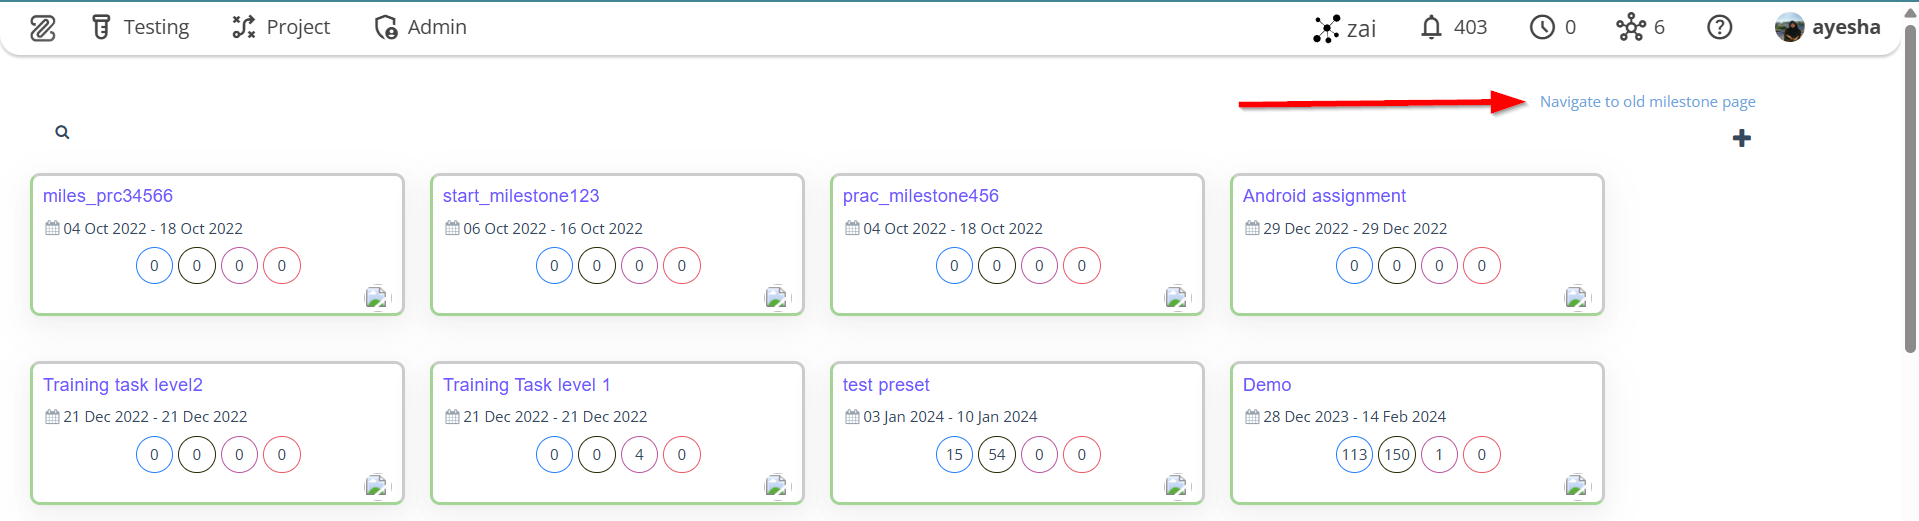 Testing Project Admin zai 403 0 6 ayesha
Navigate to old milestone page
miles_prc34566 start_milestone123 prac_milestone456 Android assignment
04 Oct 2022 - 18 Oct 2022 06 Oct 2022 - 16 Oct 2022 04 Oct 2022 - 18 Oct 2022 29 Dec 2022 - 29 Dec 2022
0 0 0 0 0 0 0 0 0 0 0 0 0 0 0 0
Training task level2 Training Task level 1 test preset Demo
21 Dec 2022 - 21 Dec 2022 21 Dec 2022 - 21 Dec 2022 03 Jan 2024 - 10 Jan 2024 28 Dec 2023 - 14 Feb 2024
0 0 0 0 0 0 4 0 15 54 0 0 113 150 1 0